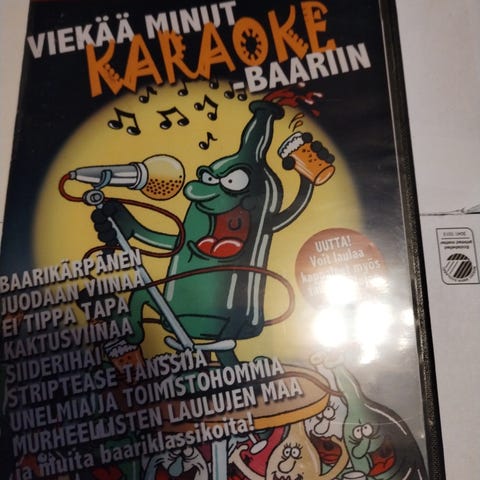 VIEKÄÄ MINUT
KARAOKE
-BAARIIN
UUTTA!
Voit laulaa
myös
BAARIKÄRPÄNEN
JUODAAN VIINAA
EI TIPPA TAPA
KAKTUSVIINAA
SIIDERIHAI
STRIPTEASE TANSSIJA
UNELMIA JA TOIMISTOHOMMIA
MURHEELLISTEN LAULUJEN MAA
ja muita baariklassikoita!